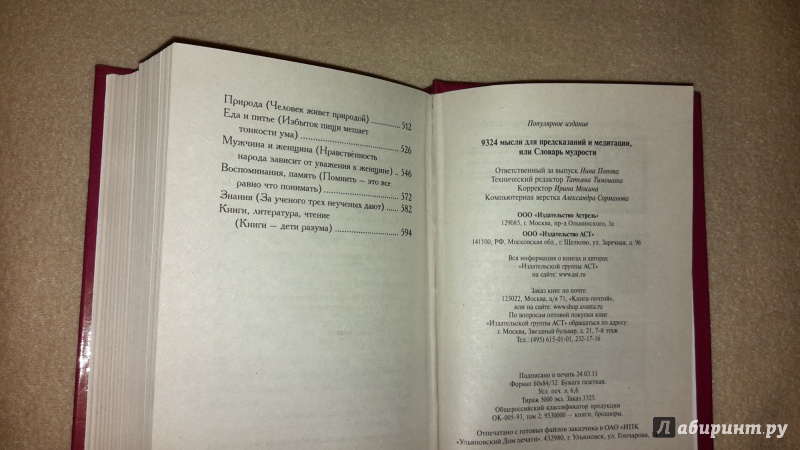 Природа (Человек живет природой) 512
Еда и питье (Избыток пищи мешает
тонкости ума) 526
Мужчина и женщина (Нравственность
народа зависит от уважения к женщине) 546
Воспоминания, память (Помнить — это все
равно что понимать) 572
Знания (За ученого трех неученых дают) 582
Книги, литература, чтение
(Книги — дети разума) 594
Популярное издание
9324 мысли для предсказаний и медитации,
или Словарь мудрости
Ответственный за выпуск Нина Попова
Технический редактор Татьяна Тимошина
Корректор Ирина Мокина
Компьютерная верстка Александра Сорманова
ООО «Издательство Астрель»
129085, г. Москва, пр-д Ольминского, 3а
ООО «Издательство АСТ»
141100, РФ, Московская обл., г. Щелково, ул. Заречная, д. 96
Вся информация о книгах и авторах
«Издательской группы АСТ»
на сайте: www.ast.ru
Заказ книг по почте:
123022, Москва, а/я 71, «Книга-почтой»,
или на сайте: www.shop.avanta.ru
По вопросам оптовой покупки книг
«Издательской группы АСТ» обращаться по адресу:
г. Москва, Звездный бульвар, д. 21, 7-й этаж
Тел.: (495) 615-01-01, 232-17-16
Подписано в печать 24.03.11
Формат 60х84/32. Бумага газетная.
Усл. печ. л. 6,6
Тираж 5000 экз. Заказ 3325.
Общероссийский классификатор продукции
ОК-005-93, том 2; 9530000 — книги, брошюры.
Отпечатано с готовых файлов заказчика в ОАО «ИПК
«Ульяновский Дом печати». 432980, г. Ульяновск, ул. Гончарова,
Лабиринт.ру